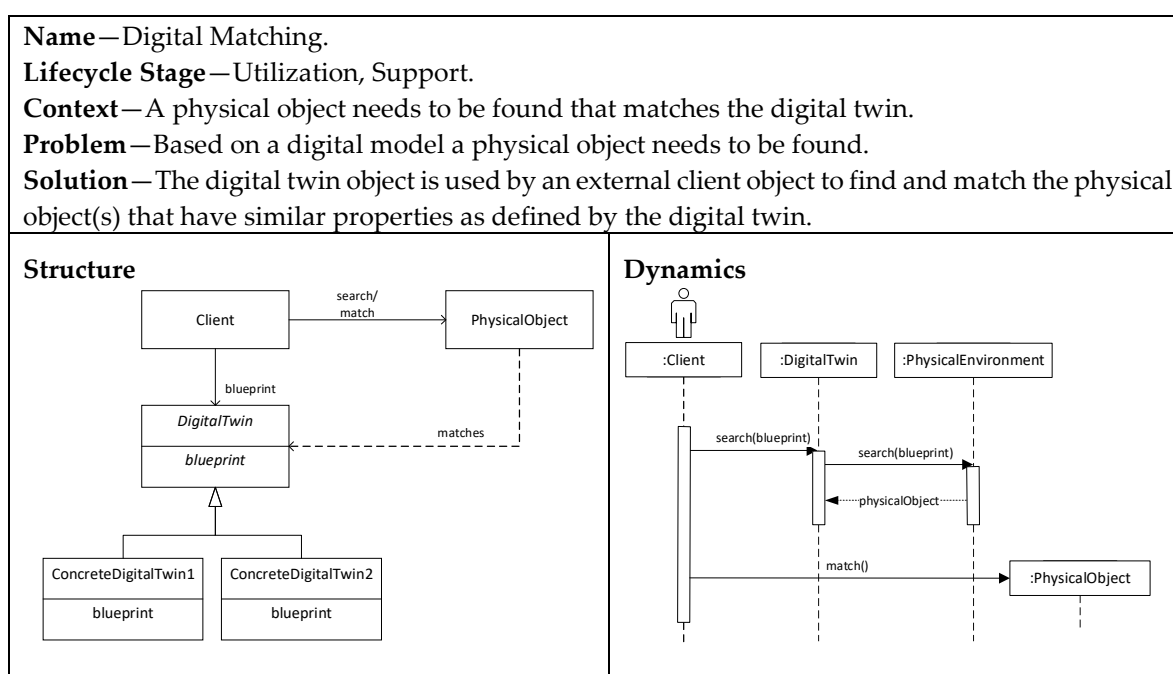 Name—Digital Matching.
Lifecycle Stage—Utilization, Support.
Context—A physical object needs to be found that matches the digital twin.
Problem—Based on a digital model a physical object needs to be found.
Solution—The digital twin object is used by an external client object to find and match the physical
object(s) that have similar properties as defined by the digital twin.
Structure
Client
search/
match
PhysicalObject
blueprint
DigitalTwin
blueprint
matches
ConcreteDigitalTwin1
blueprint
ConcreteDigitalTwin2
blueprint
Dynamics
:Client
:DigitalTwin
:PhysicalEnvironment
search(blueprint)
search(blueprint)
physicalObject
match()
:PhysicalObject